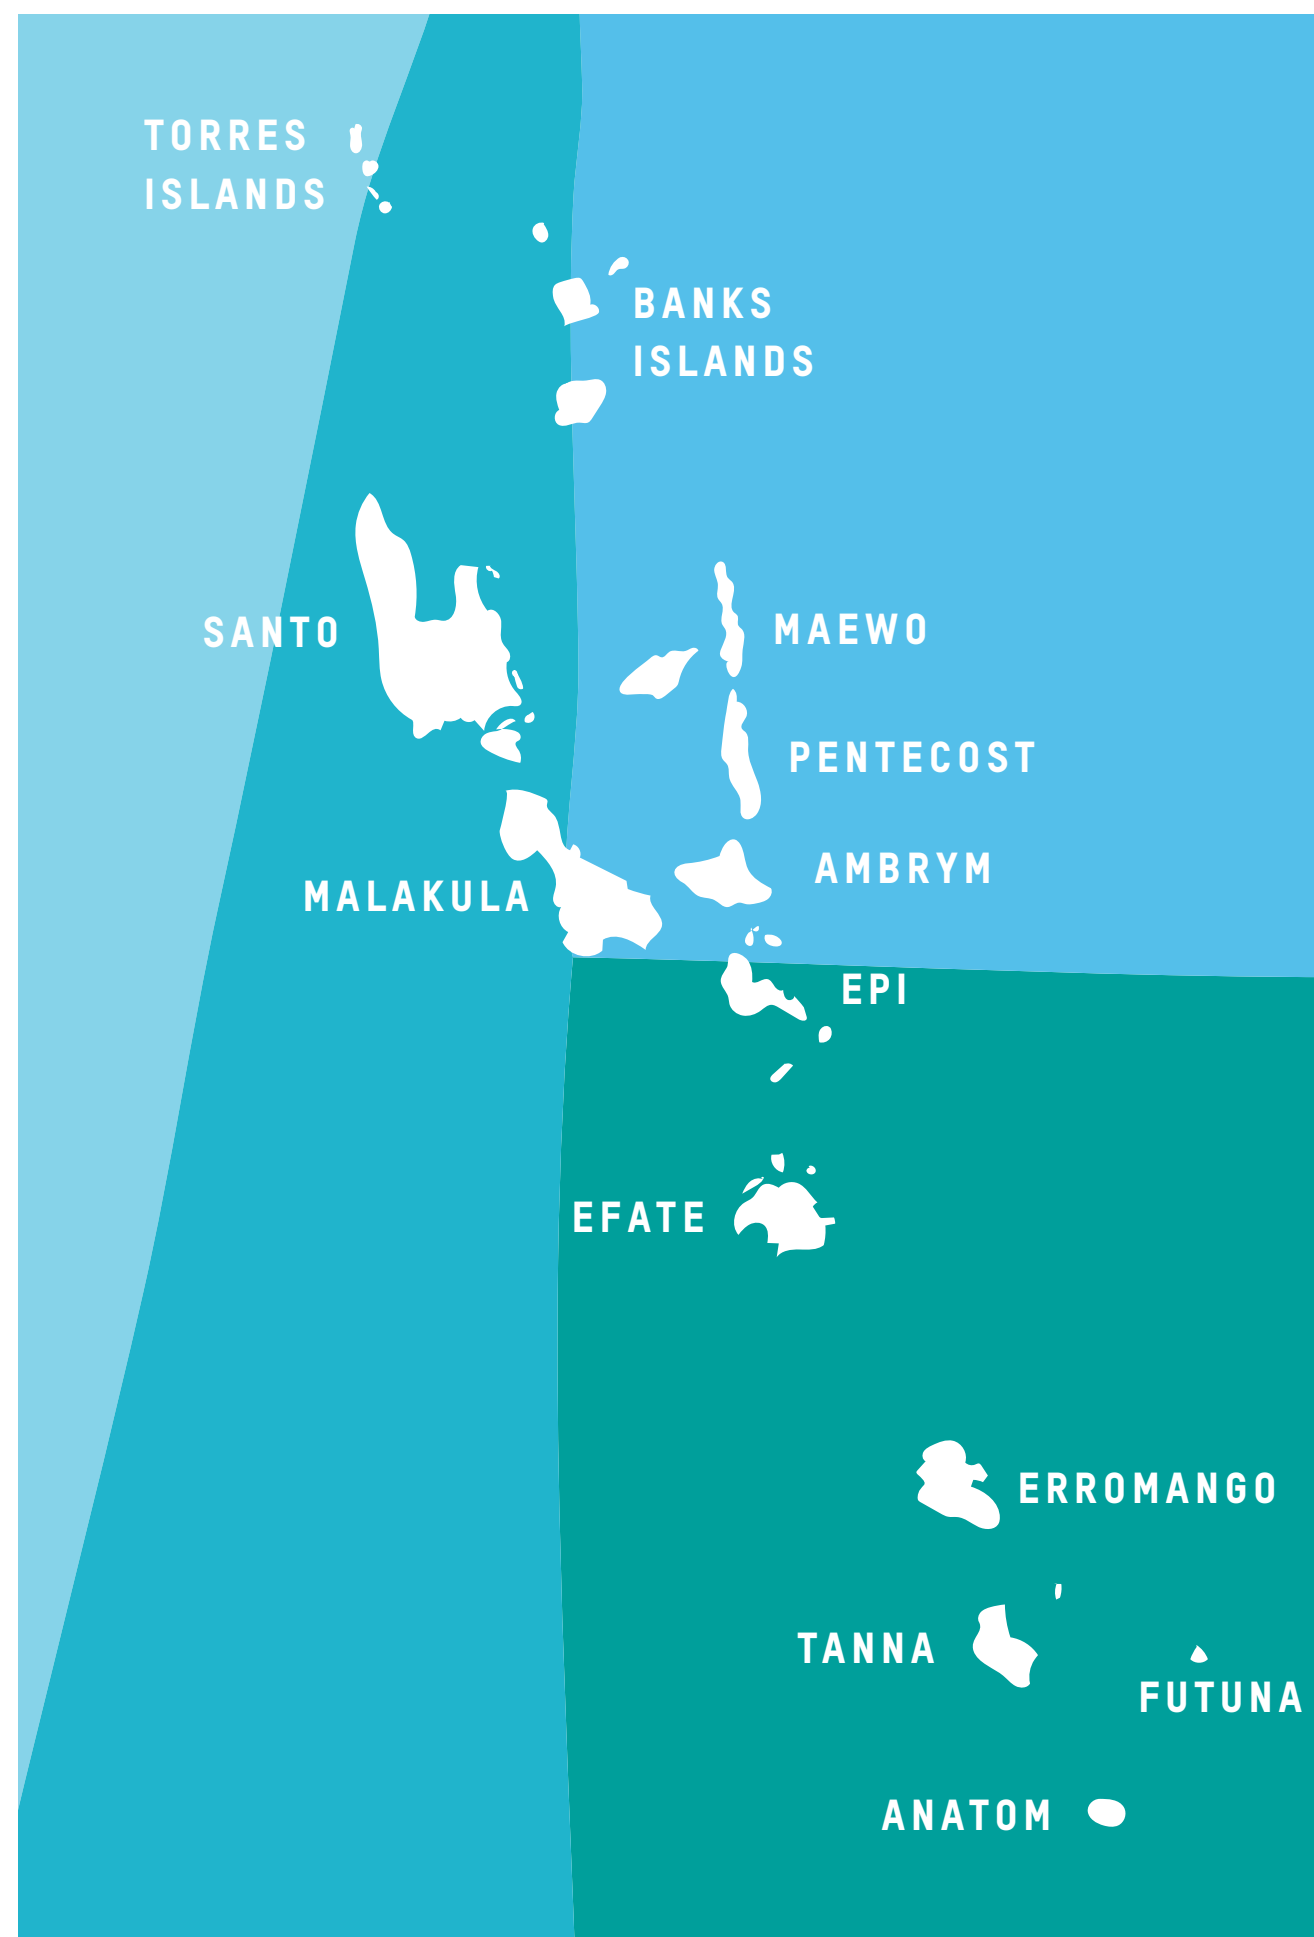 TORRES
ISLANDS
BANKS
ISLANDS
SANTO
MAEWO
PENTECOST
AMBRYM
MALAKULA
EPI
EFATE
ERROMANGO
TANNA
FUTUNA
ANATOM